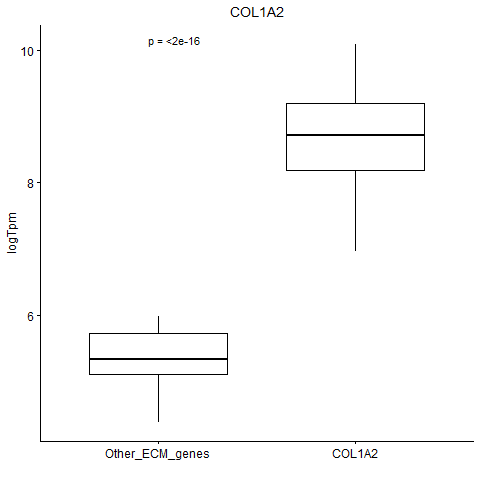 COL1A2
p = <2e-16
10
8
6
logTpm
Other_ECM_genes
COL1A2